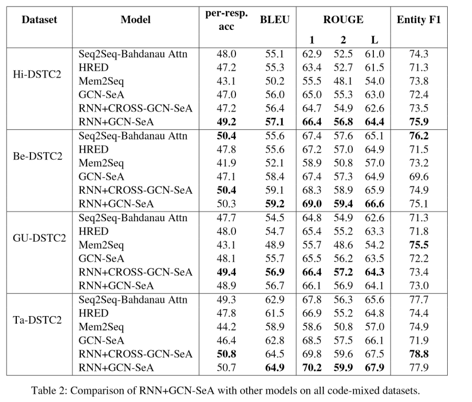 Dataset Model per-resp. acc BLEU ROUGE Entity F1
1 2 L
Hi-DSTC2
Seq2Seq-Bahdanau Attn 48.0 55.1 62.9 52.5 61.0 74.3
HRED 47.2 55.3 63.4 52.7 61.5 71.3
Mem2Seq 43.1 50.2 55.5 48.1 54.0 73.8
GCN-SeA 47.0 56.0 65.0 55.3 63.0 72.4
RNN+CROSS-GCN-SeA 47.2 56.4 64.7 54.9 62.6 73.5
RNN+GCN-SeA 49.2 57.1 66.4 56.8 64.4 75.9
Be-DSTC2
Seq2Seq-Bahdanau Attn 50.4 55.6 67.4 57.6 65.1 76.2
HRED 47.8 55.6 67.2 57.0 64.9 71.5
Mem2Seq 41.9 52.1 58.9 50.8 57.0 73.2
GCN-SeA 47.1 58.4 67.4 57.3 64.9 69.6
RNN+CROSS-GCN-SeA 50.4 59.1 68.3 58.9 65.9 74.9
RNN+GCN-SeA 50.3 59.2 69.0 59.4 66.6 75.1
GU-DSTC2
Seq2Seq-Bahdanau Attn 47.7 54.5 64.8 54.9 62.6 71.3
HRED 48.0 54.7 65.4 55.2 63.3 71.8
Mem2Seq 43.1 48.9 55.7 48.6 54.2 75.5
GCN-SeA 48.1 55.7 65.5 56.2 63.5 72.2
RNN+CROSS-GCN-SeA 49.4 56.9 66.4 57.2 64.3 73.4
RNN+GCN-SeA 48.9 56.7 66.1 56.9 64.1 73.0
Ta-DSTC2
Seq2Seq-Bahdanau Attn 49.3 62.9 67.8 56.3 65.6 77.7
HRED 47.8 61.5 66.9 55.2 64.8 74.4
Mem2Seq 44.2 58.9 58.6 50.8 57.0 74.9
GCN-SeA 46.4 62.8 68.5 57.5 66.1 71.9
RNN+CROSS-GCN-SeA 50.8 64.5 69.8 59.6 67.5 78.8
RNN+GCN-SeA 50.7 64.9 70.2 59.9 67.9 77.9
Table 2: Comparison of RNN+GCN-SeA with other models on all code-mixed datasets.